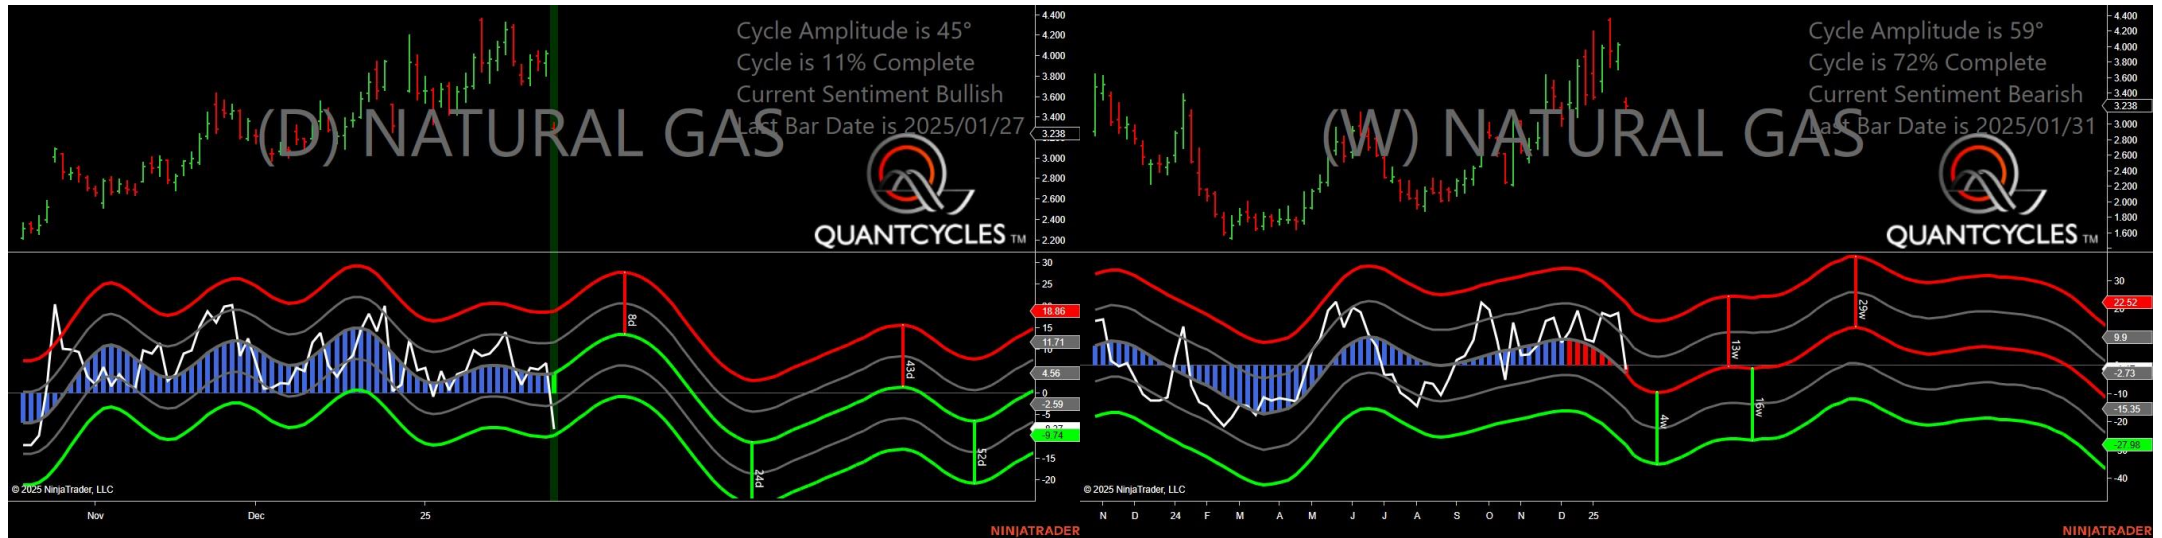 Cycle Amplitude is 45°
Cycle is 11% Complete
Current Sentiment Bullish
Last Bar Date is 2025/01/27
(D) NATURAL GAS
QUANTCYCLES TM
4.400
4.200
4.000
3.800
3.600
3.400
3.238
3.000
2.800
2.600
2.400
2.200
30
25
18.86
15
11.71
4.56
0
-2.59
-5
-9.74
-15
-20
8d
24d
43d
52d
© 2025 NinjaTrader, LLC
Nov
Dec
25
NINJATRADER
Cycle Amplitude is 59°
Cycle is 72% Complete
Current Sentiment Bearish
Last Bar Date is 2025/01/31
(W) NATURAL GAS
QUANTCYCLES TM
4.400
4.200
4.000
3.800
3.600
3.400
3.238
3.000
2.800
2.600
2.400
2.200
2.000
1.800
1.600
30
22.52
20
9.9
-2.73
-10
-15.35
-20
-27.98
-40
4w
13w
16w
29w
© 2025 NinjaTrader, LLC
N D 24 F M A M J J A S O N D 25
NINJATRADER